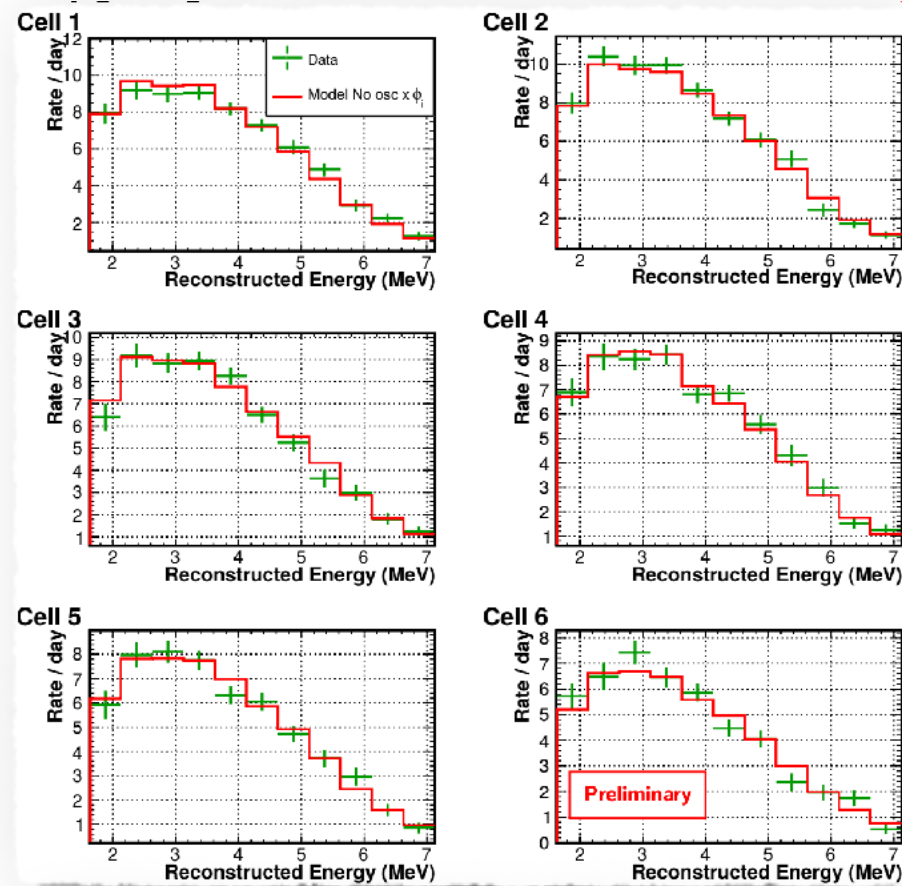 Cell 1
Rate / day
12
10
8
6
4
2
Data
Model No osc x ϕi
2 3 4 5 6 7
Reconstructed Energy (MeV)
Cell 2
Rate / day
10
8
6
4
2
2 3 4 5 6 7
Reconstructed Energy (MeV)
Cell 3
Rate / day
10
9
8
7
6
5
4
3
2
1
2 3 4 5 6 7
Reconstructed Energy (MeV)
Cell 4
Rate / day
9
8
7
6
5
4
3
2
1
2 3 4 5 6 7
Reconstructed Energy (MeV)
Cell 5
Rate / day
8
7
6
5
4
3
2
1
2 3 4 5 6 7
Reconstructed Energy (MeV)
Cell 6
Rate / day
8
7
6
5
4
3
2
1
0
Preliminary
2 3 4 5 6 7
Reconstructed Energy (MeV)